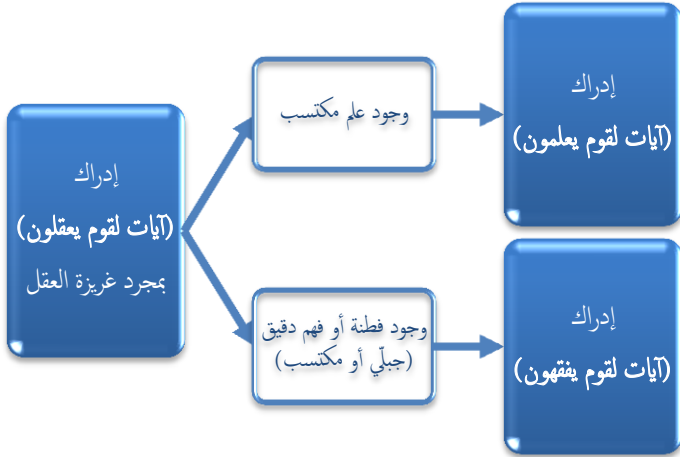 إدراك
(آيات لقوم يعقلون)
بمجرد غريزة العقل
وجود علم مكتسب
إدراك
(آيات لقوم يعلمون)
وجود فطنة أو فهم دقيق
(جبلّي أو مكتسب)
إدراك
(آيات لقوم يفقهون)